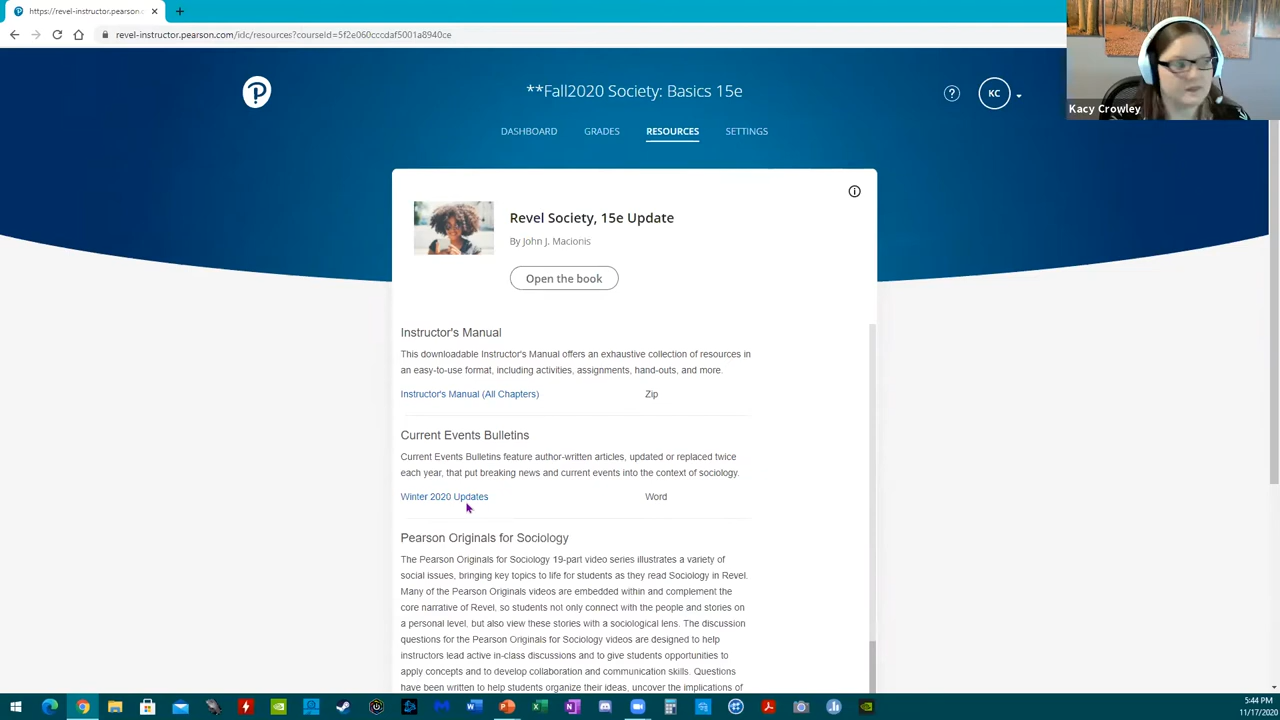 https://revel-instructor.pearson.c
revel-instructor.pearson.com/idc/resources?courseId=5f2e060cccdaf5001a8940ce
**Fall2020 Society: Basics 15e
KC
Kacy Crowley
DASHBOARD GRADES RESOURCES SETTINGS
Revel Society, 15e Update
By John J. Macionis
Open the book
Instructor's Manual
This downloadable Instructor's Manual offers an exhaustive collection of resources in
an easy-to-use format, including activities, assignments, hand-outs, and more.
Instructor's Manual (All Chapters) Zip
Current Events Bulletins
Current Events Bulletins feature author-written articles, updated or replaced twice
each year, that put breaking news and current events into the context of sociology.
Winter 2020 Updates Word
Pearson Originals for Sociology
The Pearson Originals for Sociology 19-part video series illustrates a variety of
social issues, bringing key topics to life for students as they read Sociology in Revel.
Many of the Pearson Originals videos are embedded within and complement the
core narrative of Revel, so students not only connect with the people and stories on
a personal level, but also view these stories with a sociological lens. The discussion
questions for the Pearson Originals for Sociology videos are designed to help
instructors lead active in-class discussions and to give students opportunities to
apply concepts and to develop collaboration and communication skills. Questions
have been written to help students organize their ideas, uncover the implications of
5:44 PM
11/17/2020